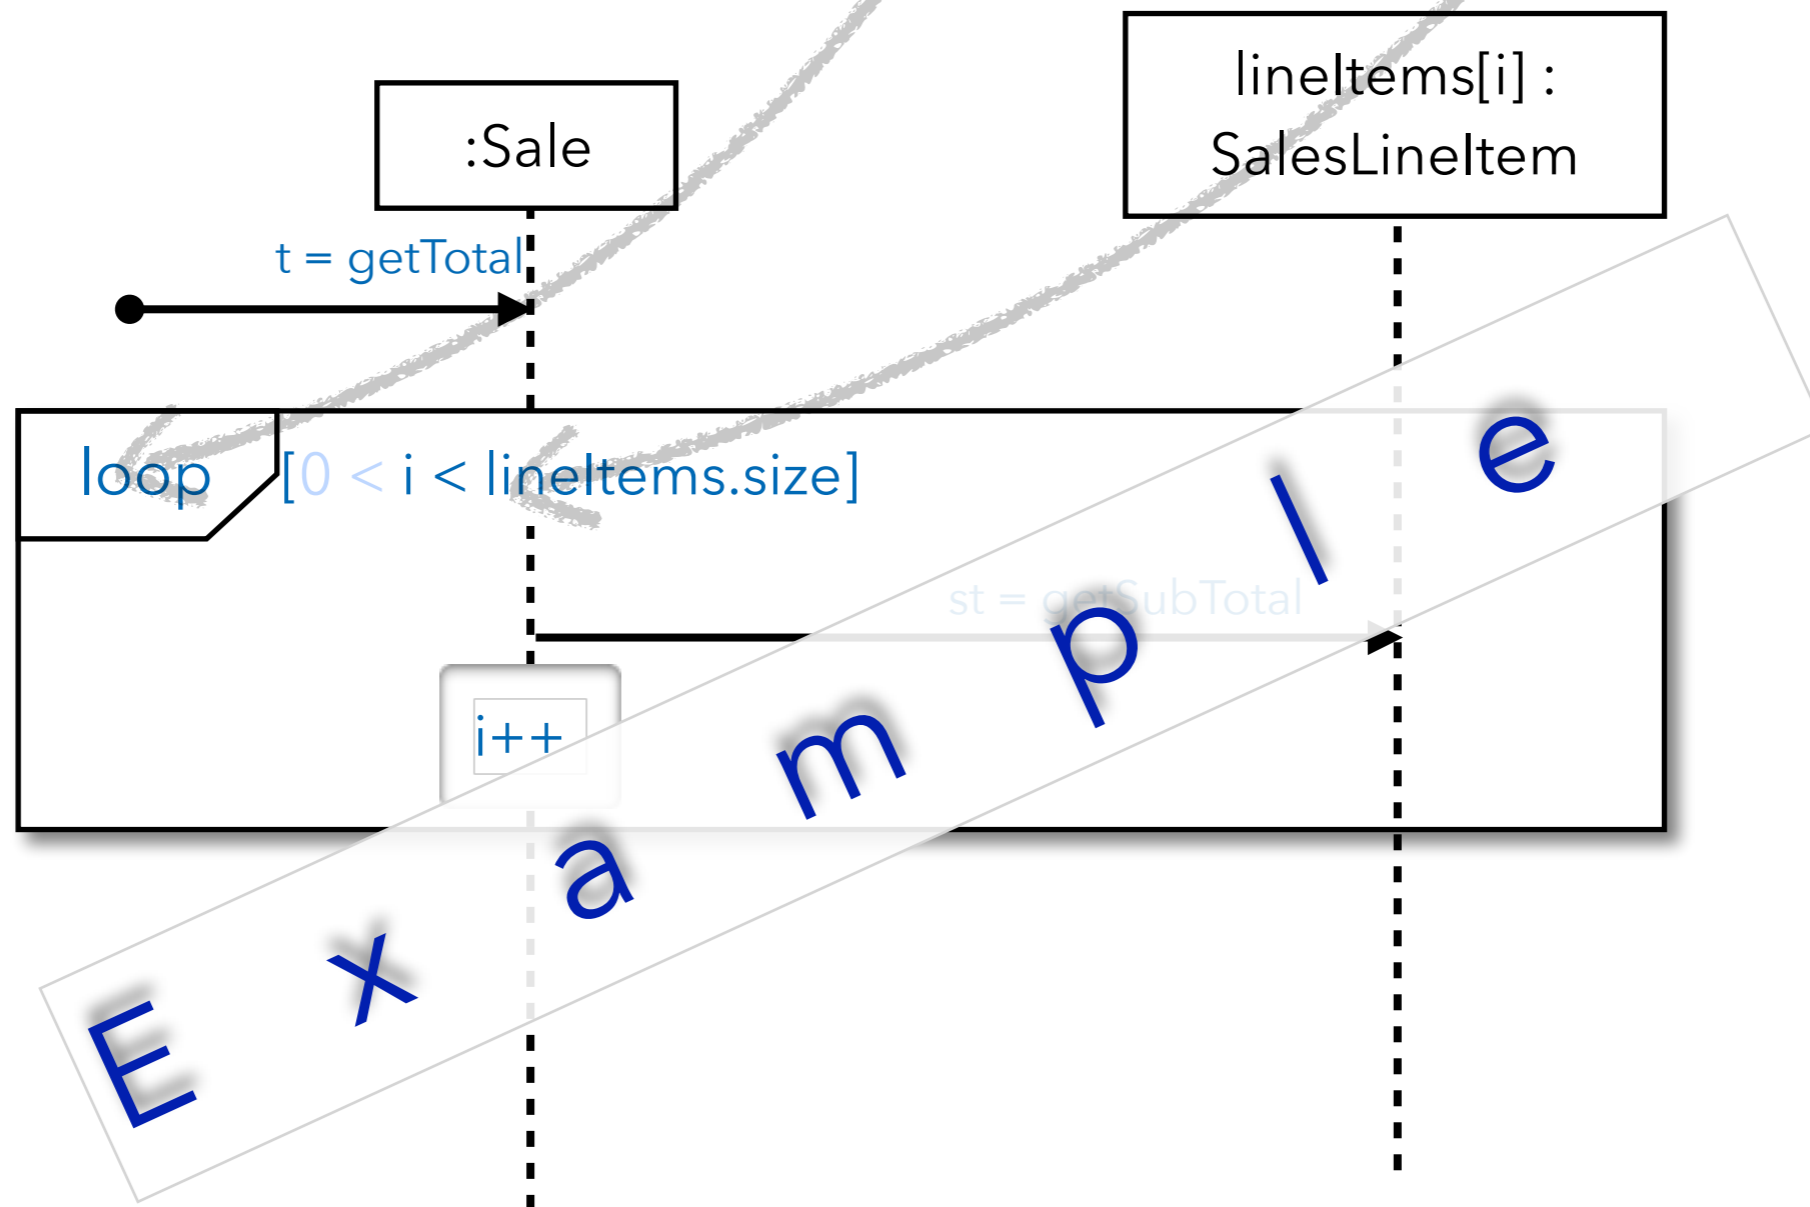 lineItems[i] :
SalesLineItem
:Sale
t = getTotal
loop [0 < i < lineItems.size]
st = getSubTotal
i++
Example